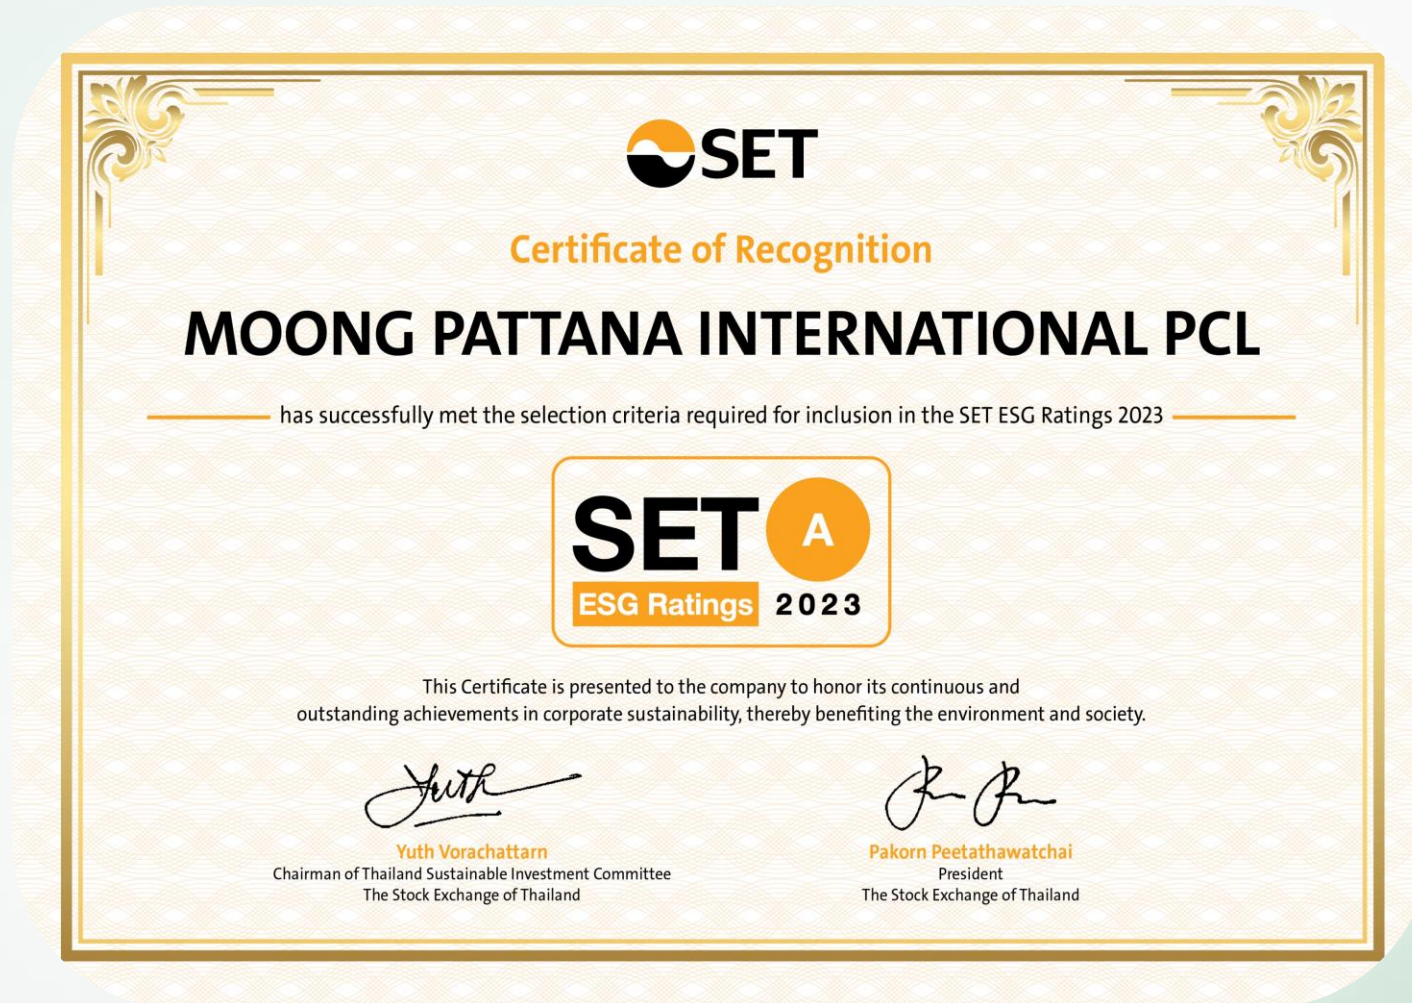 SET
Certificate of Recognition
MOONG PATTANA INTERNATIONAL PCL
has successfully met the selection criteria required for inclusion in the SET ESG Ratings 2023
SET A
ESG Ratings 2023
This Certificate is presented to the company to honor its continuous and
outstanding achievements in corporate sustainability, thereby benefiting the environment and society.
Yuth
Yuth Vorachattarn
Chairman of Thailand Sustainable Investment Committee
The Stock Exchange of Thailand
Pakorn Peetathawatchai
President
The Stock Exchange of Thailand